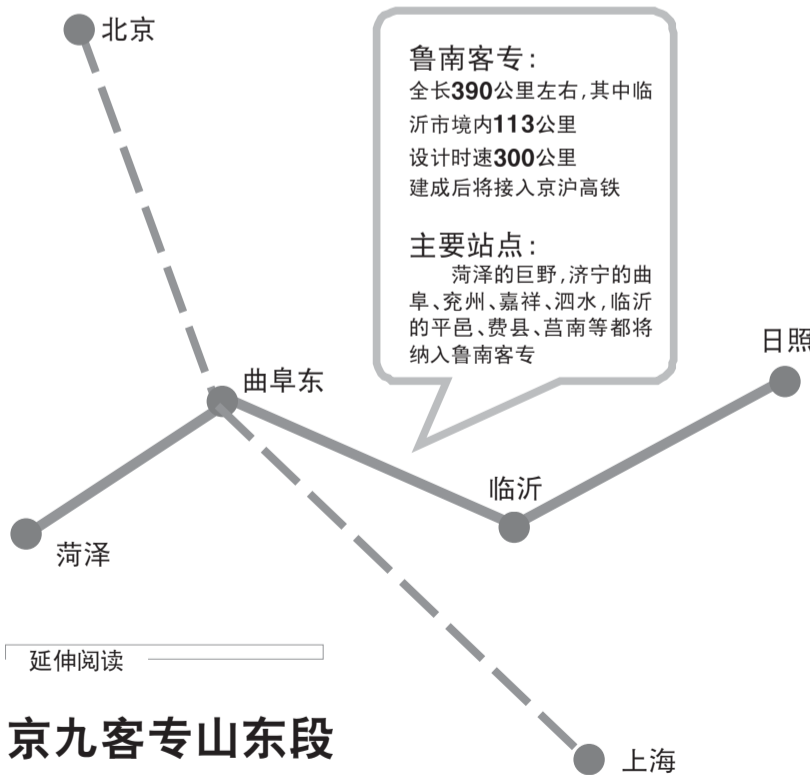 北京
鲁南客专：
全长390公里左右，其中临
沂市境内113公里
设计时速300公里
建成后将接入京沪高铁
主要站点：
菏泽的巨野，济宁的曲
阜、兖州、嘉祥、泗水，临沂
的平邑、费县、莒南等都将
纳入鲁南客专
日照
曲阜东
临沂
菏泽
延伸阅读
京九客专山东段
上海